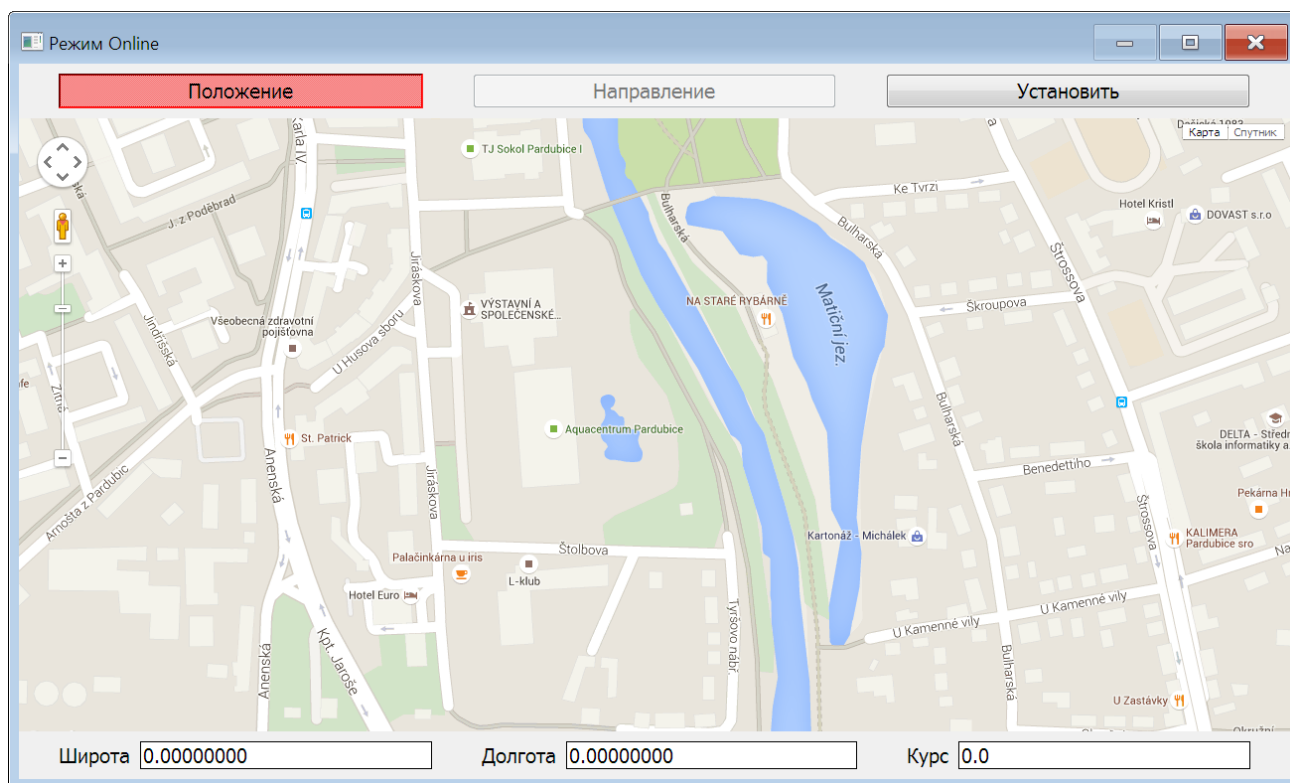 Режим Online
Положение
Направление
Установить
Карта
Спутник
Karla IV.
TJ Sokol Pardubice I
Ke Tvrzi
Hotel Kristl
DOVAST s.r.o
J. z Poděbrad
Bulharská
Bulharská
Štrossova
Jiráskova
Matiční jez.
NA STARÉ RYBÁRNĚ
Škroupova
VÝSTAVNÍ A
SPOLEČENSKÉ...
Všeobecná zdravotní
pojišťovna
Jindřišská
U Husova sboru
Zítná
Bulharská
St. Patrick
Aquacentrum Pardubice
DELTA - Středn
škola informatiky a
Anenská
Arnošta z Pardubic
Jiráskova
Benedettiho
Pekárna Hr
Štrossova
KALIMERA
Pardubice sro
Kartonáž - Michálek
Štolbova
Palačinkárna u iris
L-klub
Hotel Euro
U Kamenné vily
U Kamenné vily
Tyršovo nábř.
Anenská
Kpt. Jaroše
Bulharská
U Zastávky
Широта 0.00000000
Долгота 0.00000000
Курс 0.0